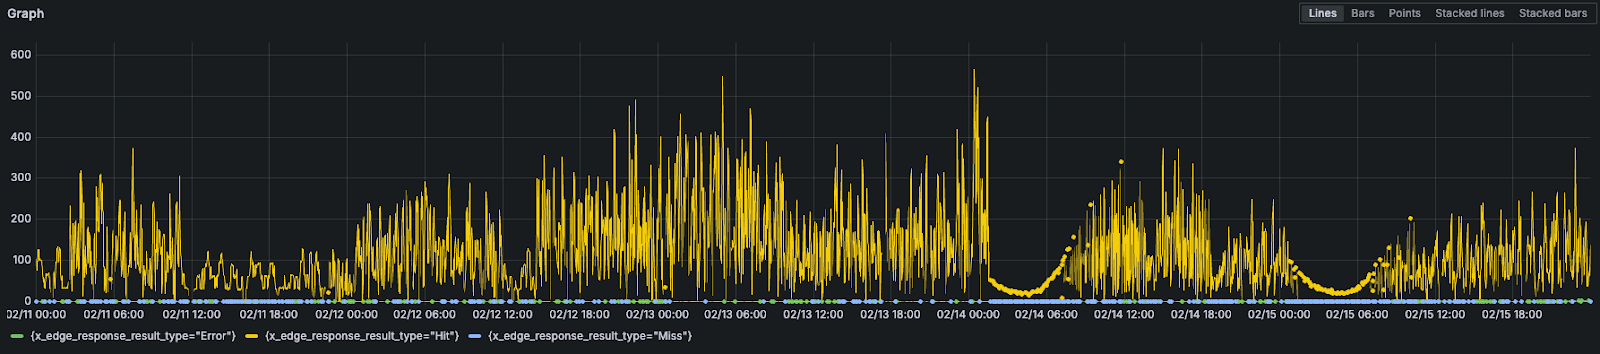 Graph
Lines Bars Points Stacked lines Stacked bars
600
500
400
300
200
100
0
02/11 00:00 02/11 06:00 02/11 12:00 02/11 18:00 02/12 00:00 02/12 06:00 02/12 12:00 02/12 18:00 02/13 00:00 02/13 06:00 02/13 12:00 02/13 18:00 02/14 00:00 02/14 06:00 02/14 12:00 02/14 18:00 02/15 00:00 02/15 06:00 02/15 12:00 02/15 18:00
{x_edge_response_result_type="Error"} {x_edge_response_result_type="Hit"} {x_edge_response_result_type="Miss"}